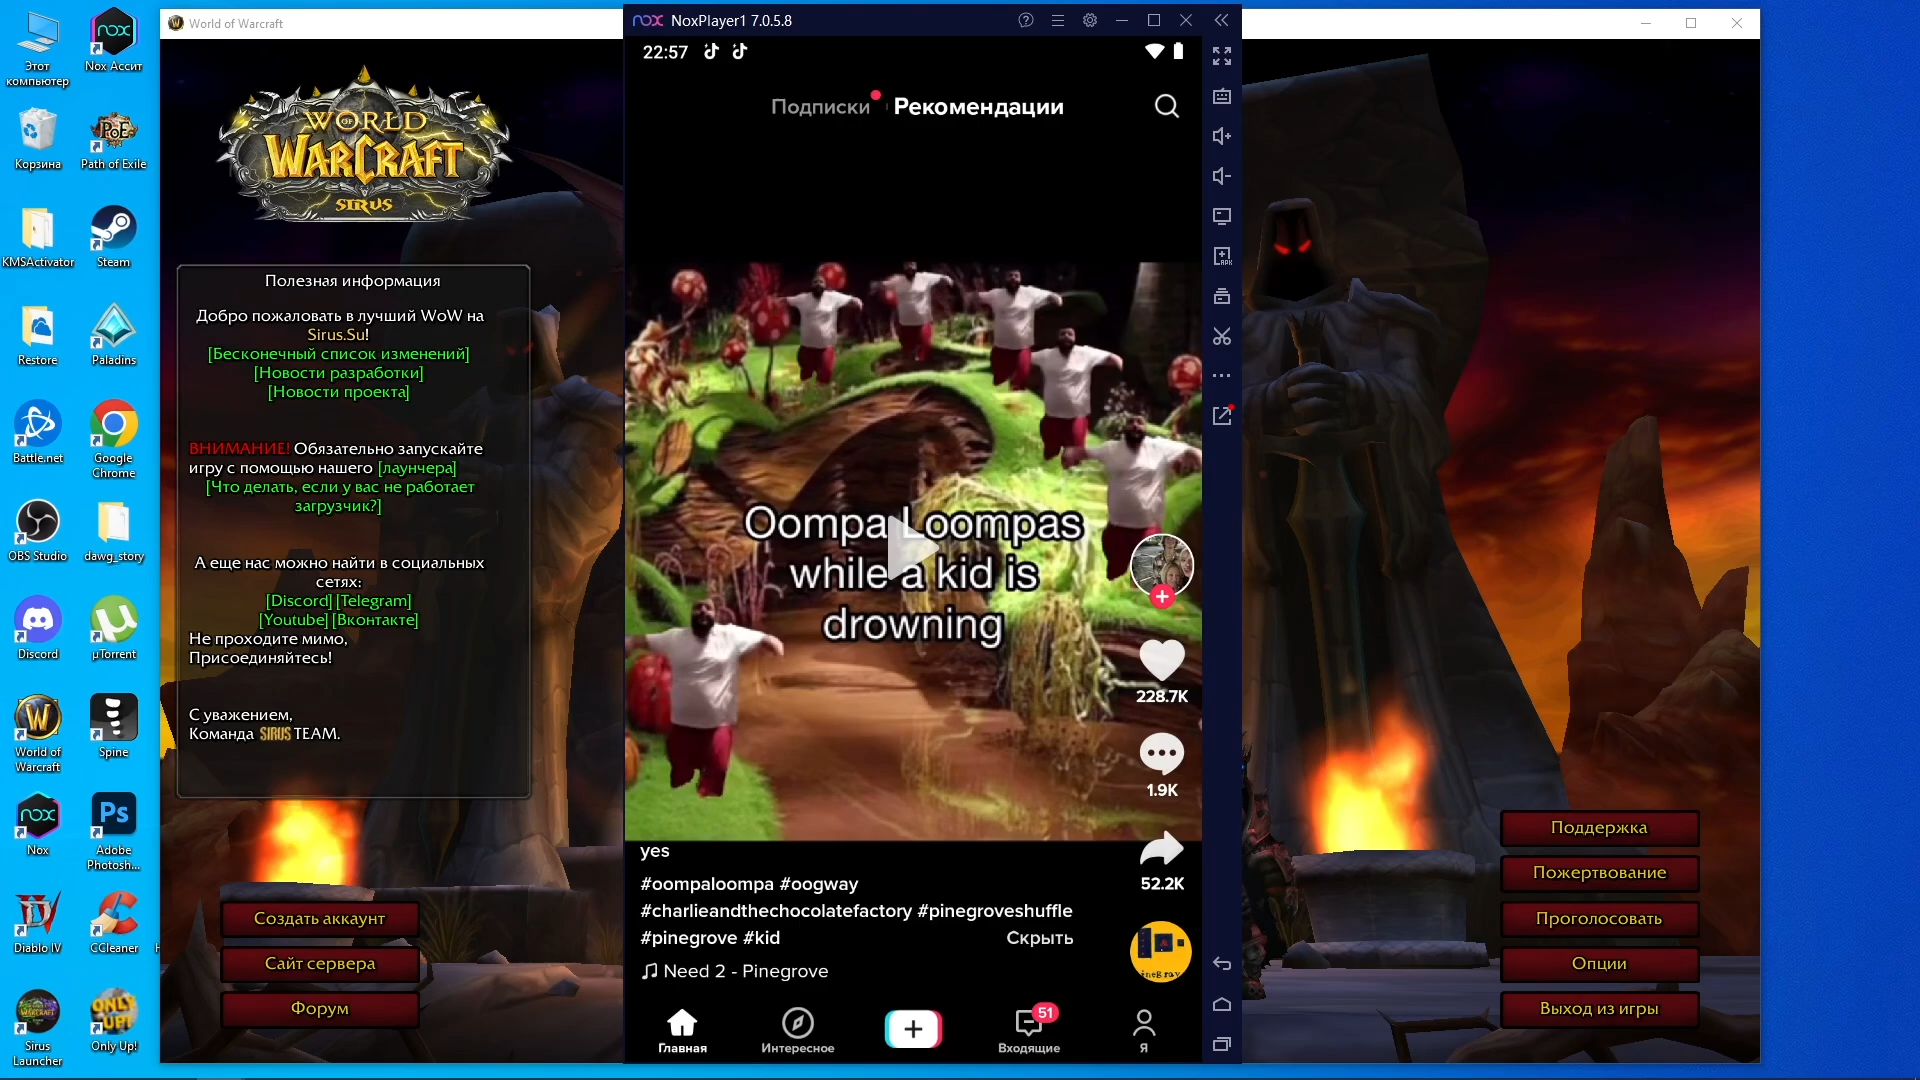 Этот
компьютер
Nox Ассит
Корзина
Path of Exile
KMSActivator
Steam
Restore
Paladins
Battle.net
Google
Chrome
OBS Studio
dawg_story
Discord
µTorrent
World of
Warcraft
Spine
Nox
Adobe
Photosh...
Diablo IV
CCleaner
Sirus
Launcher
Only Up!
World of Warcraft
WORLD
OF
WARCRAFT
SIRUS
Полезная информация
Добро пожаловать в лучший WoW на
Sirus.Su!
[Бесконечный список изменений]
[Новости разработки]
[Новости проекта]
ВНИМАНИЕ! Обязательно запускайте
игру с помощью нашего [лаунчера]
[Что делать, если у вас не работает
загрузчик?]
А еще нас можно найти в социальных
сетях:
[Discord] [Telegram]
[Youtube] [Вконтакте]
Не проходите мимо,
Присоединяйтесь!
С уважением,
Команда SIRUS TEAM.
Создать аккаунт
Сайт сервера
Форум
nox NoxPlayer1 7.0.5.8
22:57
Подписки Рекомендации
Oompa Loompas
while a kid is
drowning
228.7K
1.9K
52.2K
yes
#oompaloompa #oogway
#charlieandthechocolatefactory #pinegroveshuffle
#pinegrove #kid Скрыть
Need 2 - Pinegrove
Главная
Интересное
51
Входящие
Я
Поддержка
Пожертвование
Проголосовать
Опции
Выход из игры